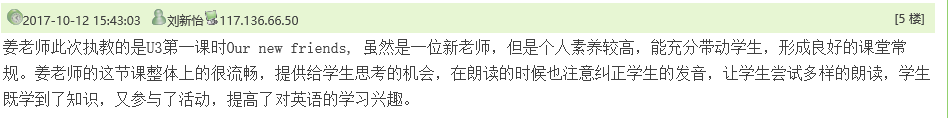 2017-10-12 15:43:03 刘新怡 117.136.66.50 [5 楼]
姜老师此次执教的是U3第一课时Our new friends, 虽然是一位新老师，但是个人素养较高，能充分带动学生，形成良好的课堂常
规。姜老师的这节课整体上的很流畅，提供给学生思考的机会，在朗读的时候也注意纠正学生的发音，让学生尝试多样的朗读，学生
既学到了知识，又参与了活动，提高了对英语的学习兴趣。